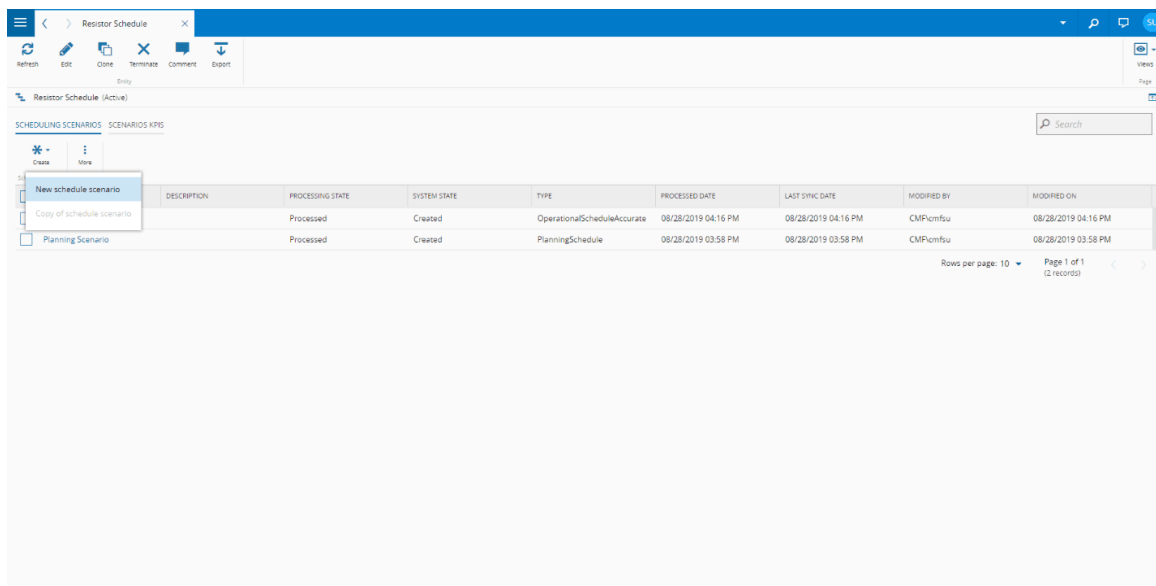 Resistor Schedule
SU
Refresh Edit Clone Terminate Comment Export
Views
Entity
Page
Resistor Schedule (Active)
SCHEDULING SCENARIOS SCENARIOS KPIS
Search
Create More
New schedule scenario
DESCRIPTION PROCESSING STATE SYSTEM STATE TYPE PROCESSED DATE LAST SYNC DATE MODIFIED BY MODIFIED ON
Copy of schedule scenario
Processed Created OperationalScheduleAccurate 08/28/2019 04:16 PM 08/28/2019 04:16 PM CMF\cmfsu 08/28/2019 04:16 PM
Planning Scenario Processed Created PlanningSchedule 08/28/2019 03:58 PM 08/28/2019 03:58 PM CMF\cmfsu 08/28/2019 03:58 PM
Rows per page: 10 Page 1 of 1
(2 records)